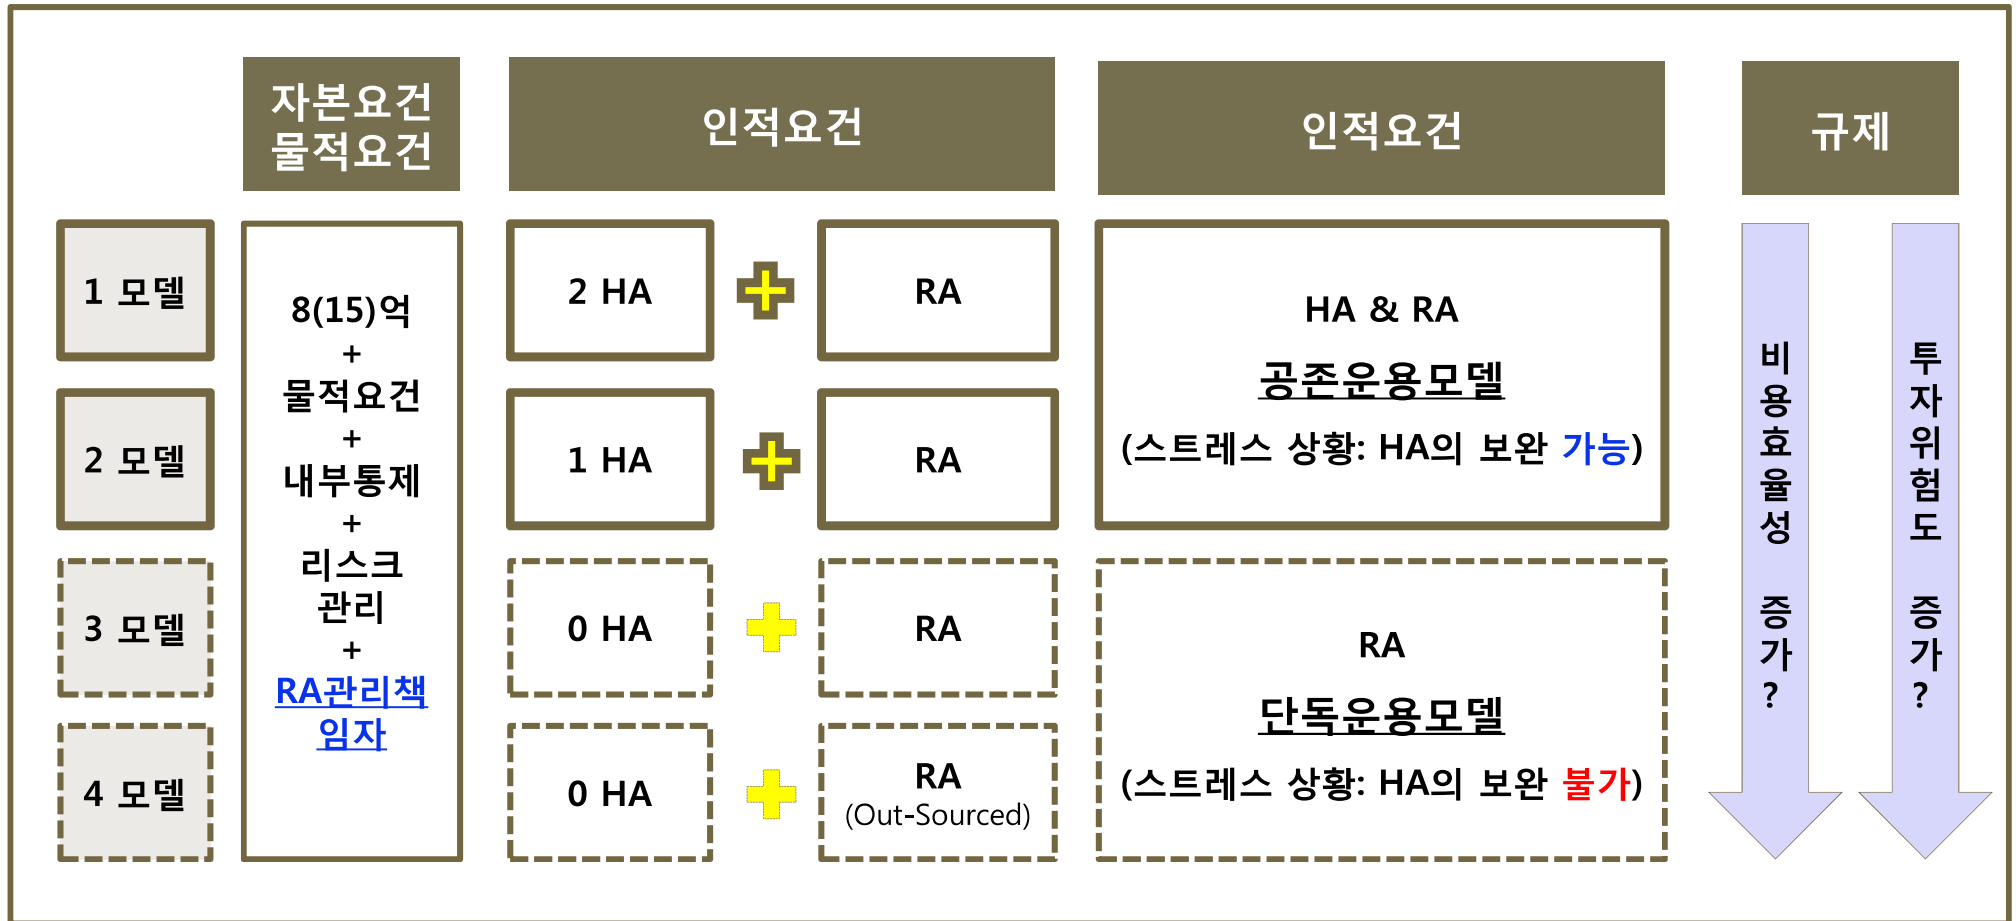 자본요건
물적요건
인적요건
인적요건
규제
1 모델
2 모델
3 모델
4 모델
8(15)억
+
물적요건
+
내부통제
+
리스크
관리
+
RA관리책
임자
2 HA
RA
1 HA
RA
0 HA
RA
0 HA
RA
(Out-Sourced)
HA & RA
공존운용모델
(스트레스 상황: HA의 보완 가능)
RA
단독운용모델
(스트레스 상황: HA의 보완 불가)
비용효율성 증가?
투자위험도 증가?